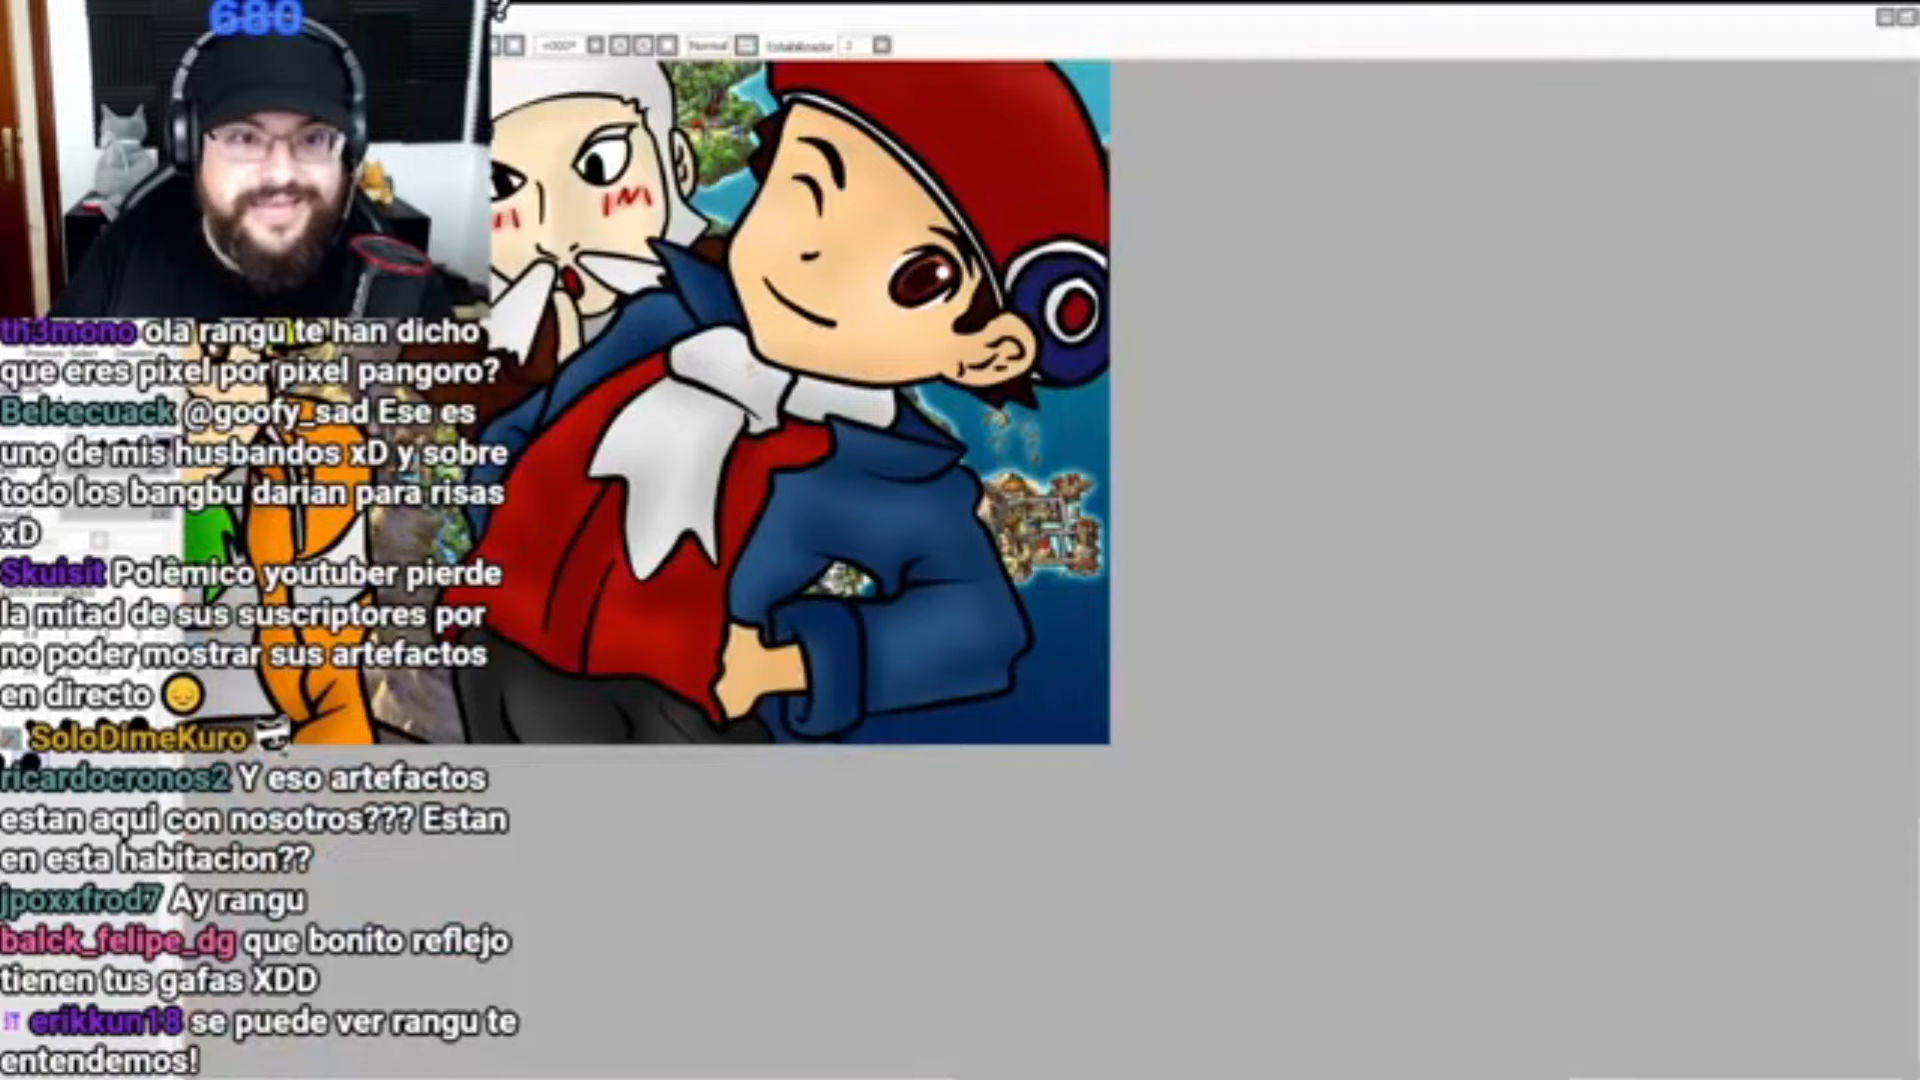 680
?
Normal
Estabilizador 2
th3mono ola rangu te han dicho
que eres pixel por pixel pangoro?
Belcecuack @goofy_sad Ese es
uno de mis husbandos xD y sobre
todo los bangbu darian para risas
xD
Skuisit Polêmico youtuber pierde
la mitad de sus suscriptores por
no poder mostrar sus artefactos
en directo
SoloDimeKuro
ricardocronos2 Y eso artefactos
estan aqui con nosotros??? Estan
en esta habitacion??
jpoxxfrod7 Ay rangu
balck_felipe_dg que bonito reflejo
tienen tus gafas XDD
erikkun18 se puede ver rangu te
entendemos!